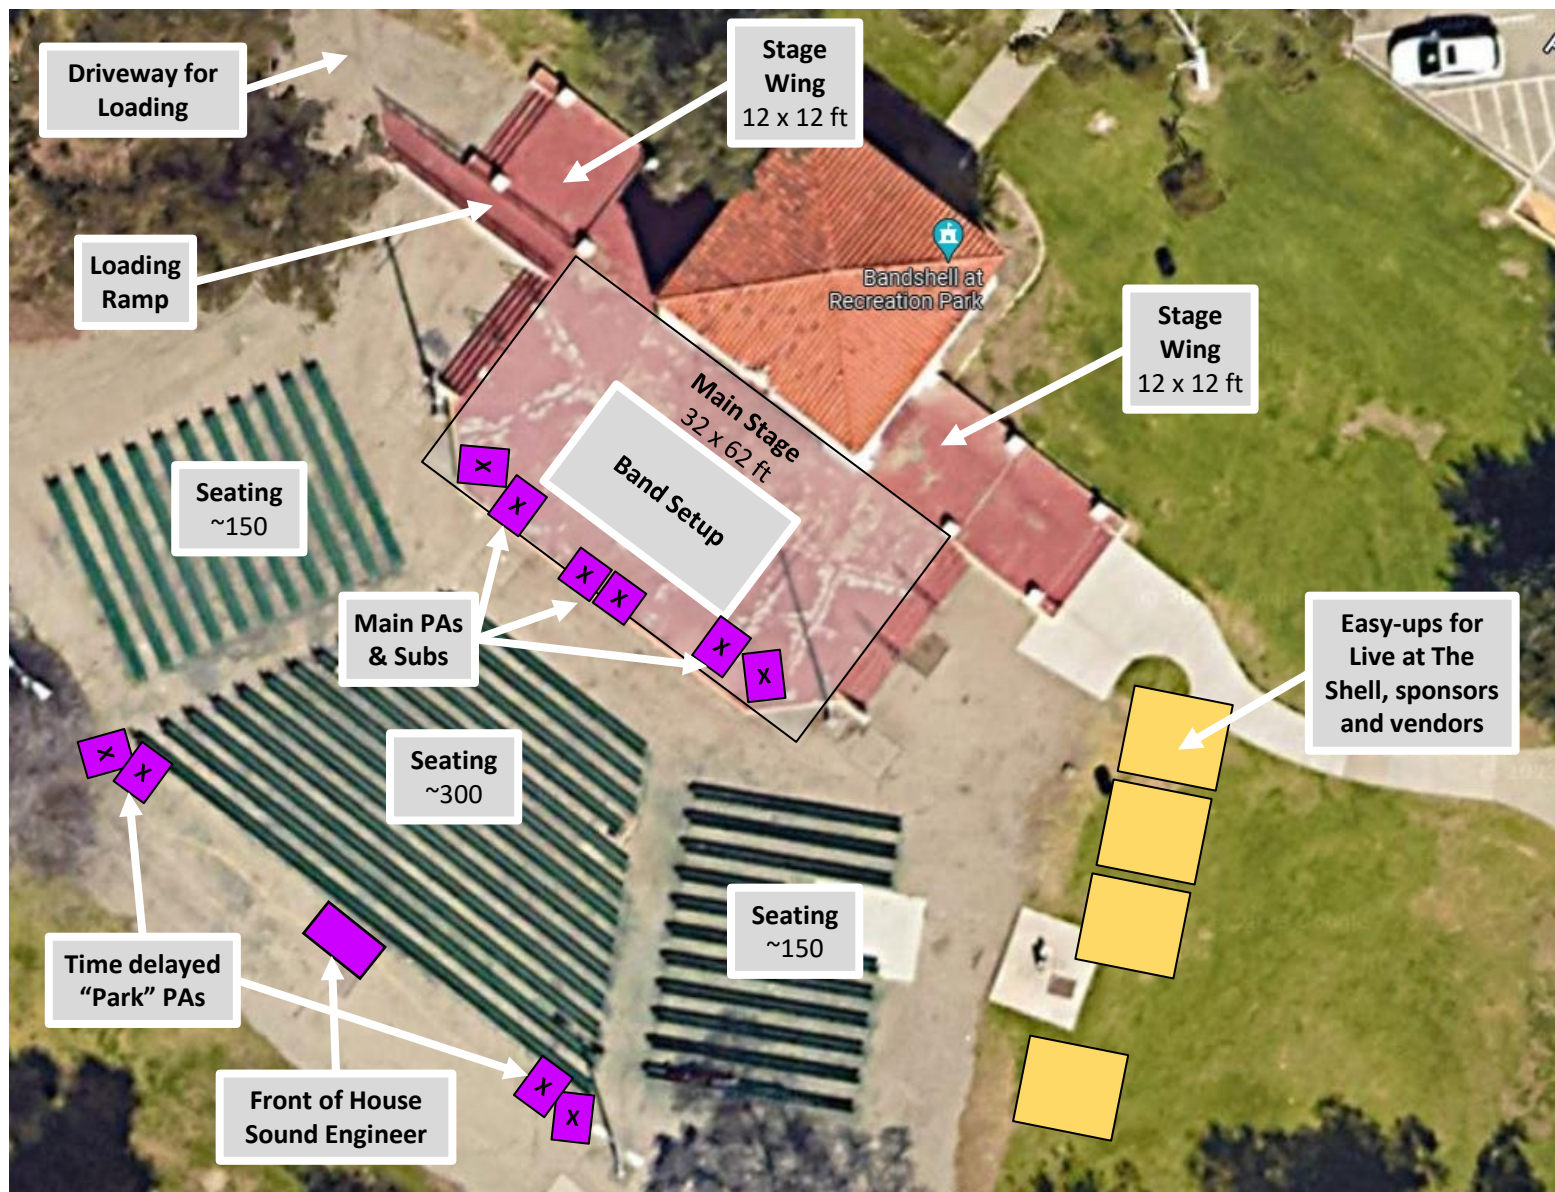 Driveway for
Loading
Stage
Wing
12 x 12 ft
Loading
Ramp
Bandshell at
Recreation Park
Stage
Wing
12 x 12 ft
Main Stage
32 x 62 ft
Band Setup
X
X
X
X
X
X
Seating
~150
Main PAs
& Subs
Easy-ups for
Live at The
Shell, sponsors
and vendors
Seating
~300
X
X
Seating
~150
Time delayed
“Park” PAs
Front of House
Sound Engineer
X
X